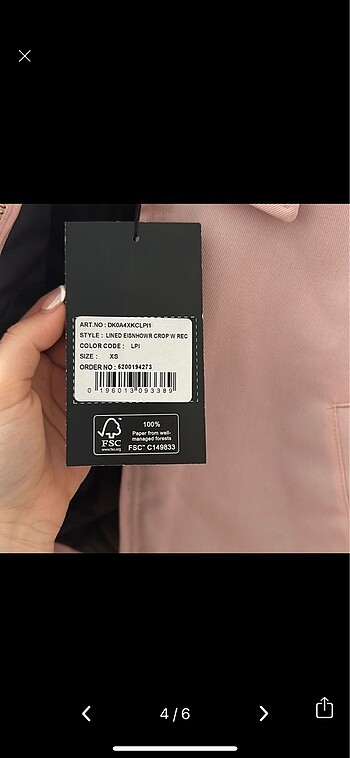 ART.NO : DK0A4XKCLPI1
STYLE : LINED EISNHOWR CROP W REC
COLOR CODE : LPI
SIZE : XS
ORDER NO : 5200194273
0 196013 093389
FSC
www.fsc.org
100%
Paper from well-
managed forests
FSC™ C149833
4 / 6